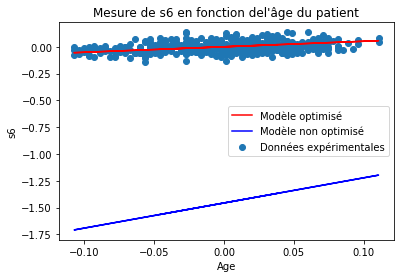 Mesure de s6 en fonction del'âge du patient
0.00
−0.25
−0.50
−0.75
−1.00
−1.25
−1.50
−1.75
s6
Modèle optimisé
Modèle non optimisé
Données expérimentales
−0.10
−0.05
0.00
0.05
0.10
Age